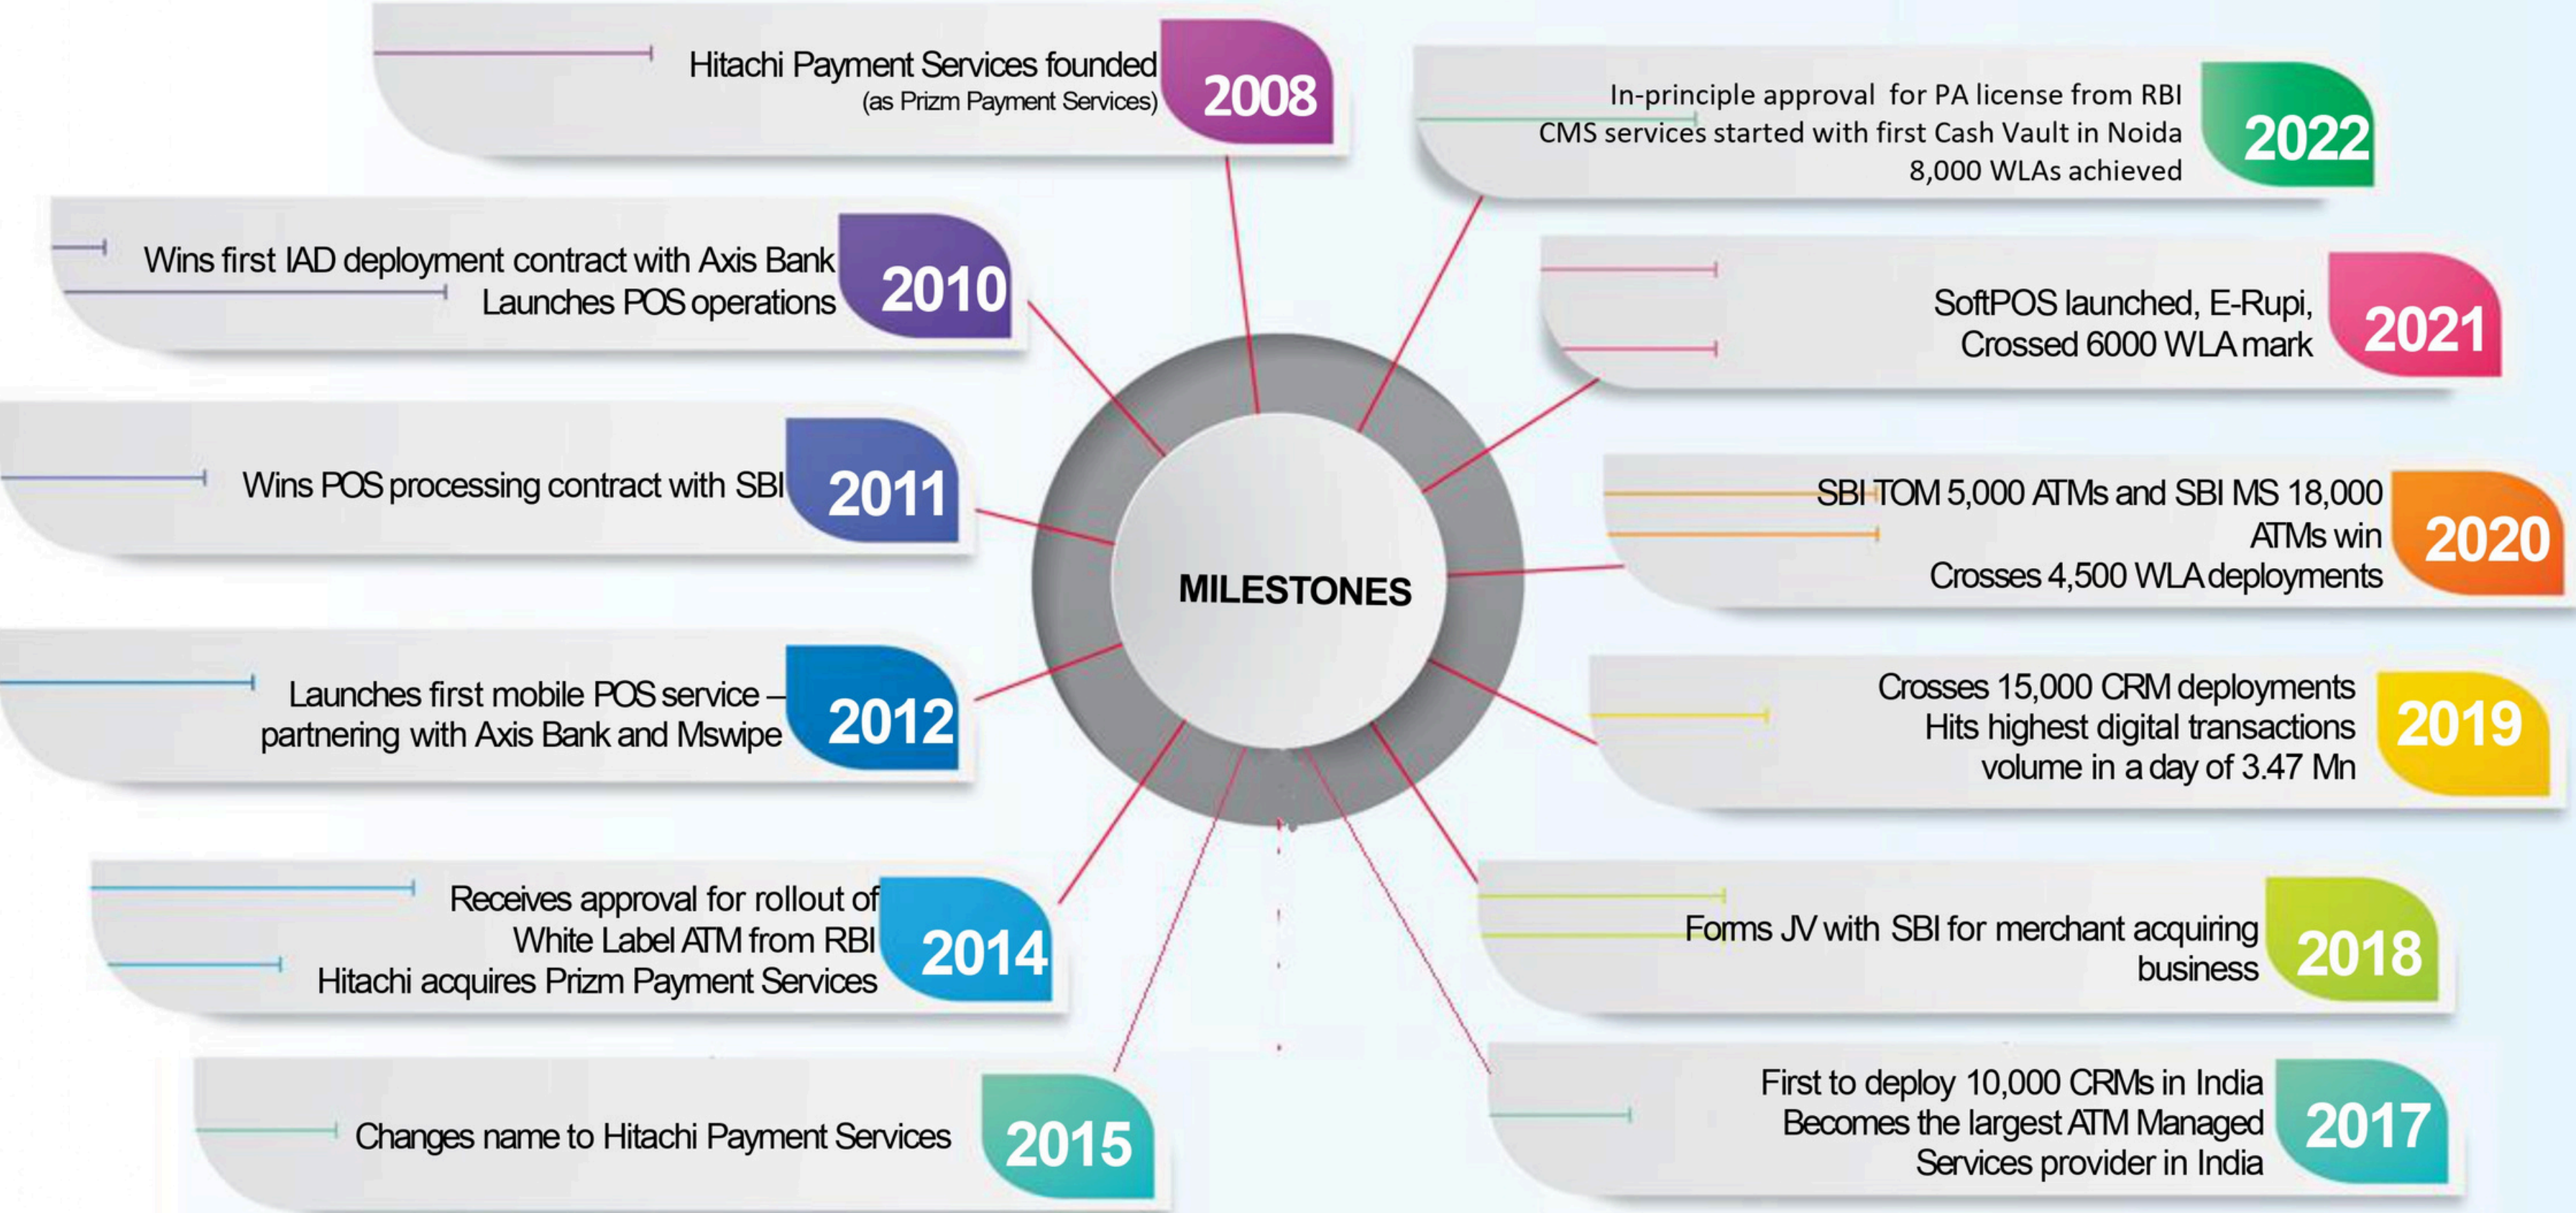 Hitachi Payment Services founded
(as Prizm Payment Services)
2008
Wins first IAD deployment contract with Axis Bank
Launches POS operations
2010
Wins POS processing contract with SBI
2011
Launches first mobile POS service –
partnering with Axis Bank and Mswipe
2012
Receives approval for rollout of
White Label ATM from RBI
Hitachi acquires Prizm Payment Services
2014
Changes name to Hitachi Payment Services
2015
MILESTONES
In-principle approval for PA license from RBI
CMS services started with first Cash Vault in Noida
8,000 WLAs achieved
2022
SoftPOS launched, E-Rupi,
Crossed 6000 WLA mark
2021
SBI TOM 5,000 ATMs and SBI MS 18,000
ATMs win
Crosses 4,500 WLA deployments
2020
Crosses 15,000 CRM deployments
Hits highest digital transactions
volume in a day of 3.47 Mn
2019
Forms JV with SBI for merchant acquiring
business
2018
First to deploy 10,000 CRMs in India
Becomes the largest ATM Managed
Services provider in India
2017